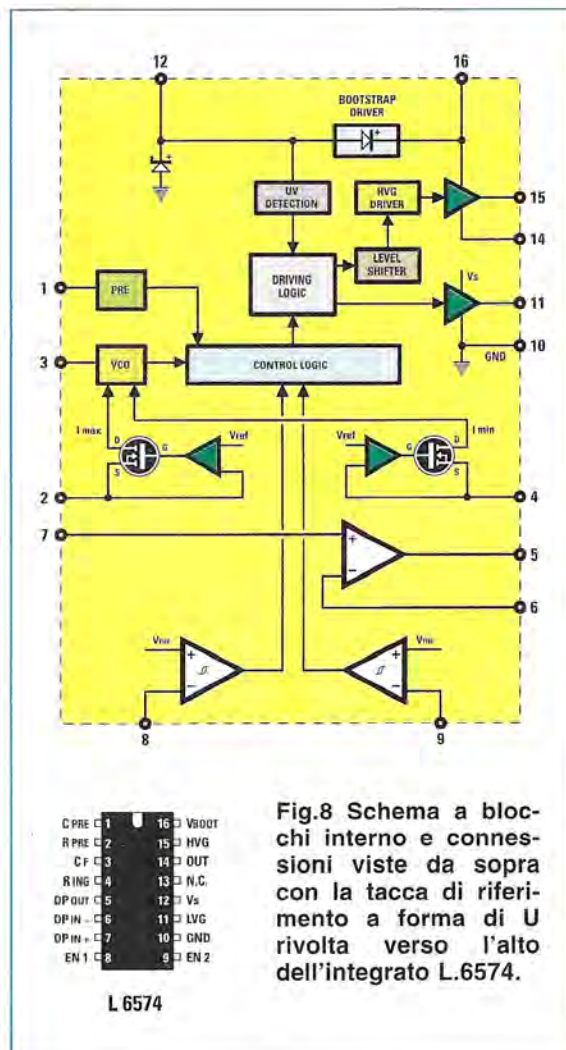 12
16
BOOTSTRAP
DRIVER
UV
DETECTION
HVG
DRIVER
15
14
LEVEL
SHIFTER
DRIVING
LOGIC
Vs
11
1
PRE
10
GND
3
VCO
CONTROL LOGIC
I max
D
G
S
Vref
Vref
G
D
S
I min
2
4
7
+
−
5
6
+
−
+
−
8
9
C PRE 1
R PRE 2
C F 3
R ING 4
OP OUT 5
OP IN - 6
OP IN + 7
EN 1 8
16 VBOOT
15 HVG
14 OUT
13 N.C.
12 Vs
11 LVG
10 GND
9 EN 2
L 6574
Fig.8 Schema a bloc-
chi interno e connes-
sioni viste da sopra
con la tacca di riferi-
mento a forma di U
rivolta verso l'alto
dell'integrato L.6574.